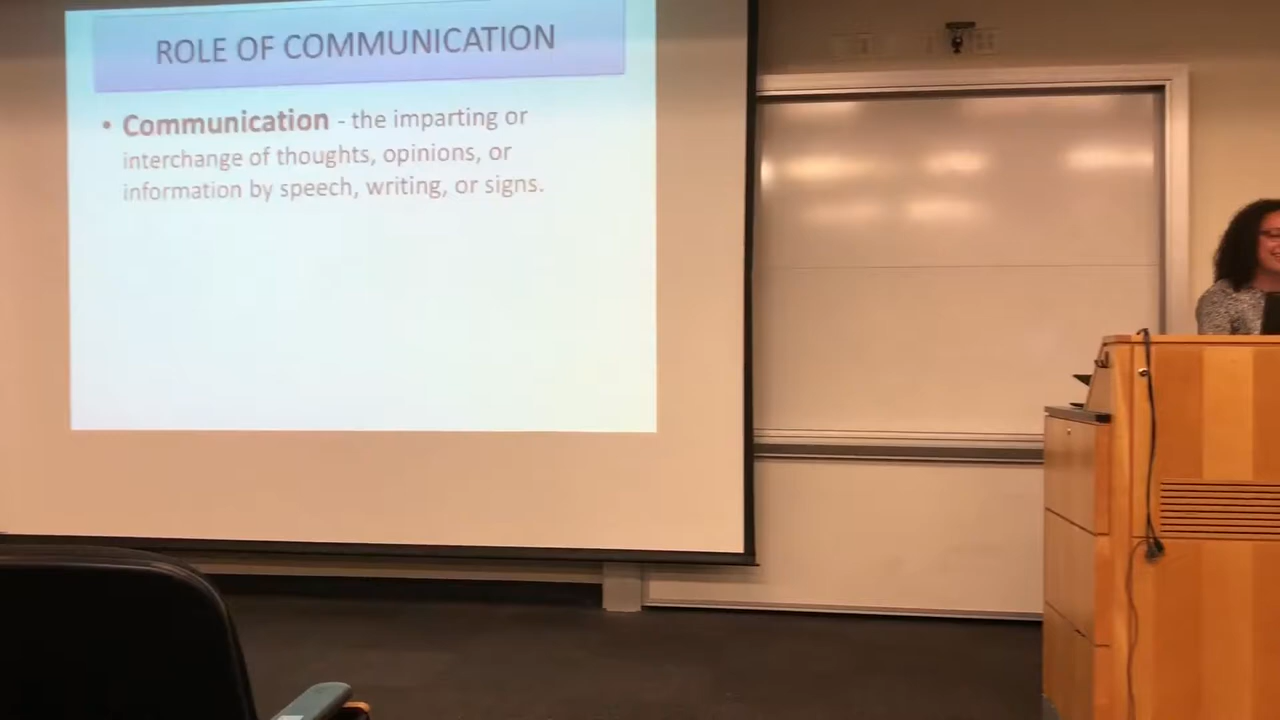 ROLE OF COMMUNICATION
• Communication - the imparting or
interchange of thoughts, opinions, or
information by speech, writing, or signs.